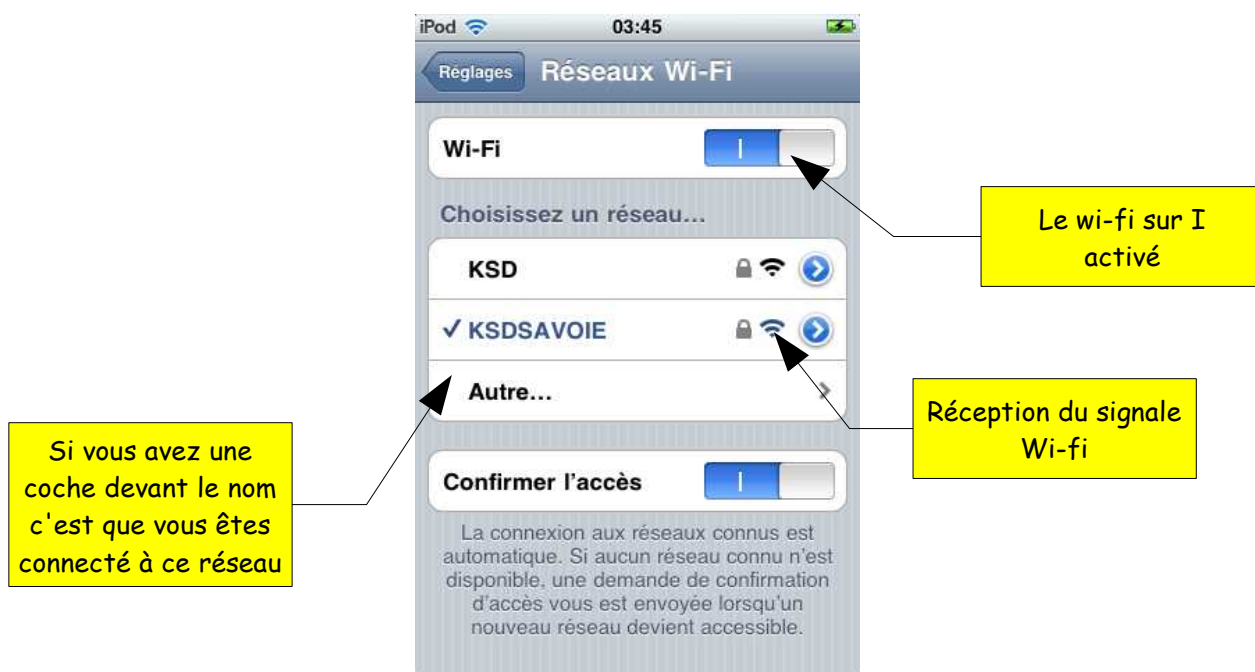 iPod 03:45
Réglages Réseaux Wi-Fi
Wi-Fi
Choisissez un réseau...
KSD
KSDSAVOIE
Autre...
Confirmer l'accès
La connexion aux réseaux connus est
automatique. Si aucun réseau connu n'est
disponible, une demande de confirmation
d'accès vous est envoyée lorsqu'un
nouveau réseau devient accessible.
Le wi-fi sur I
activé
Réception du signale
Wi-fi
Si vous avez une
coche devant le nom
c'est que vous êtes
connecté à ce réseau